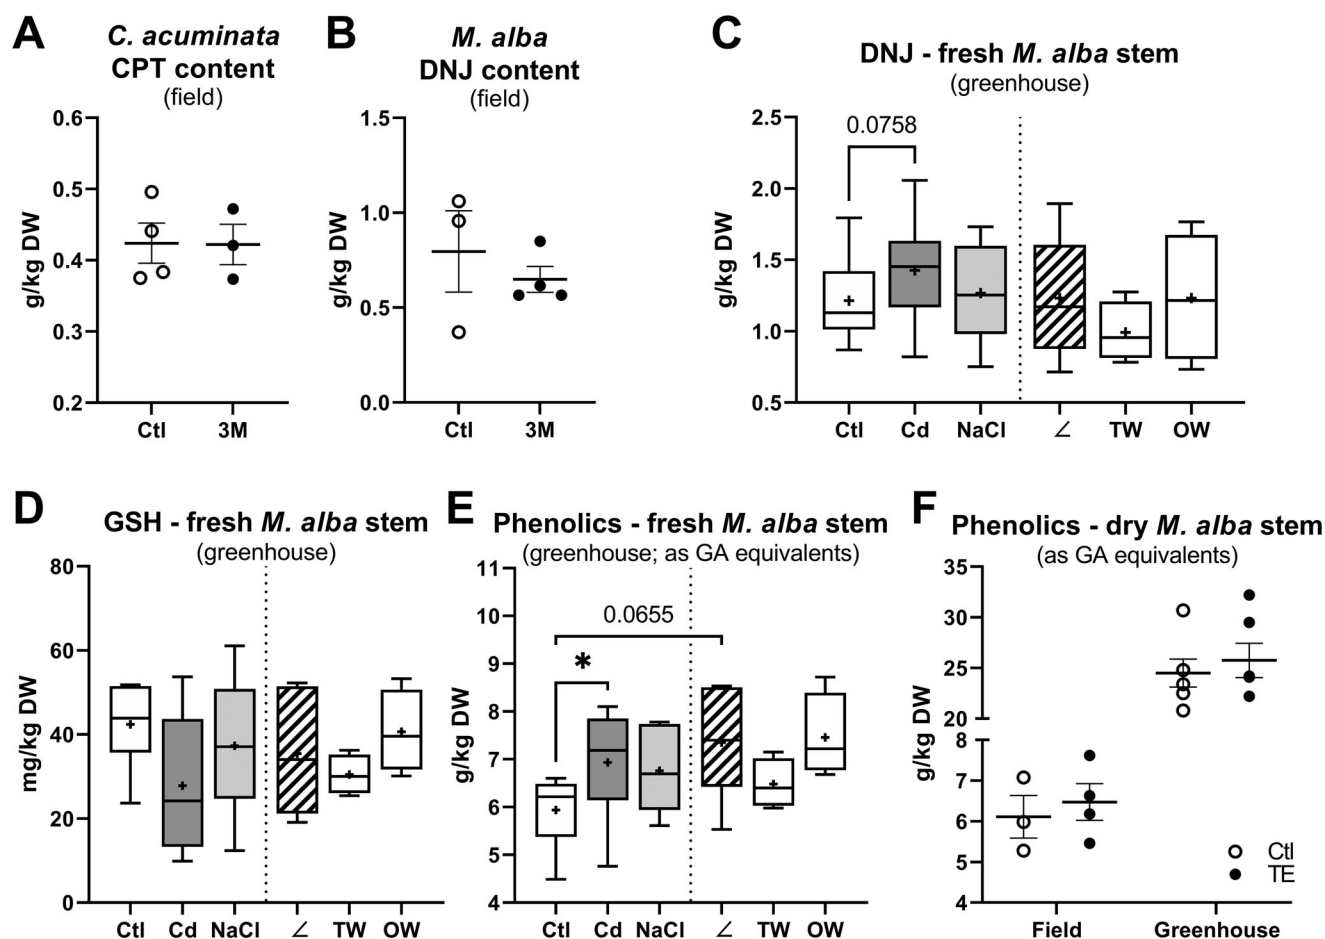 A
C. acuminata
CPT content
(field)
g/kg DW
0.6
0.5
0.4
0.3
0.2
Ctl
3M
B
M. alba
DNJ content
(field)
g/kg DW
1.5
1.0
0.5
0.0
Ctl
3M
C
DNJ - fresh M. alba stem
(greenhouse)
g/kg DW
2.5
2.0
1.5
1.0
0.5
0.0758
Ctl
Cd
NaCl
∠
TW
OW
D
GSH - fresh M. alba stem
(greenhouse)
mg/kg DW
80
60
40
20
0
Ctl
Cd
NaCl
∠
TW
OW
E
Phenolics - fresh M. alba stem
(greenhouse; as GA equivalents)
g/kg DW
11
10
9
8
7
6
5
4
0.0655
*
Ctl
Cd
NaCl
∠
TW
OW
F
Phenolics - dry M. alba stem
(as GA equivalents)
g/kg DW
35
30
25
20
8
7
6
5
4
Ctl
TE
Field
Greenhouse